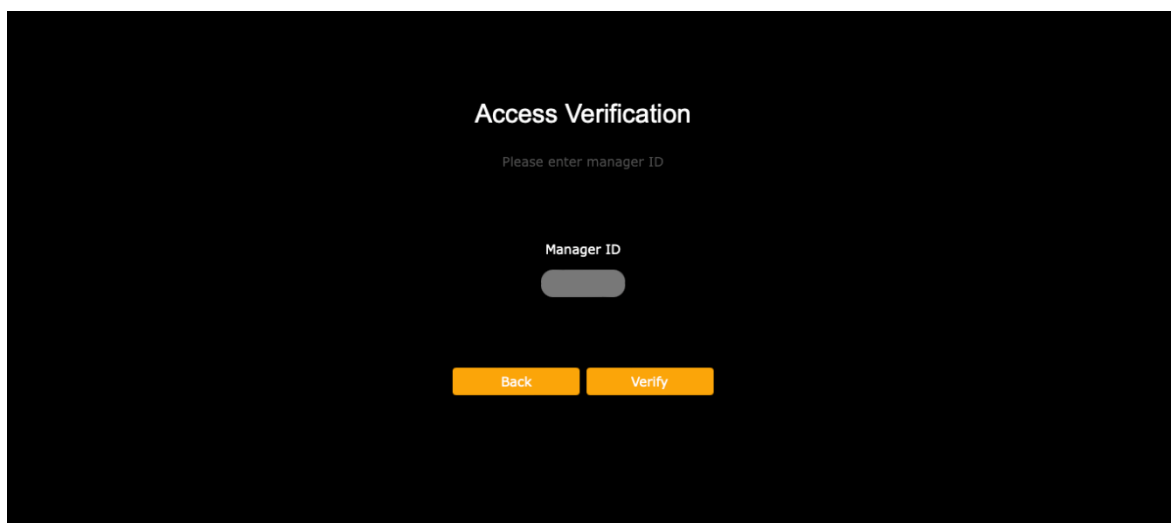 Access Verification
Please enter manager ID
Manager ID
Back Verify